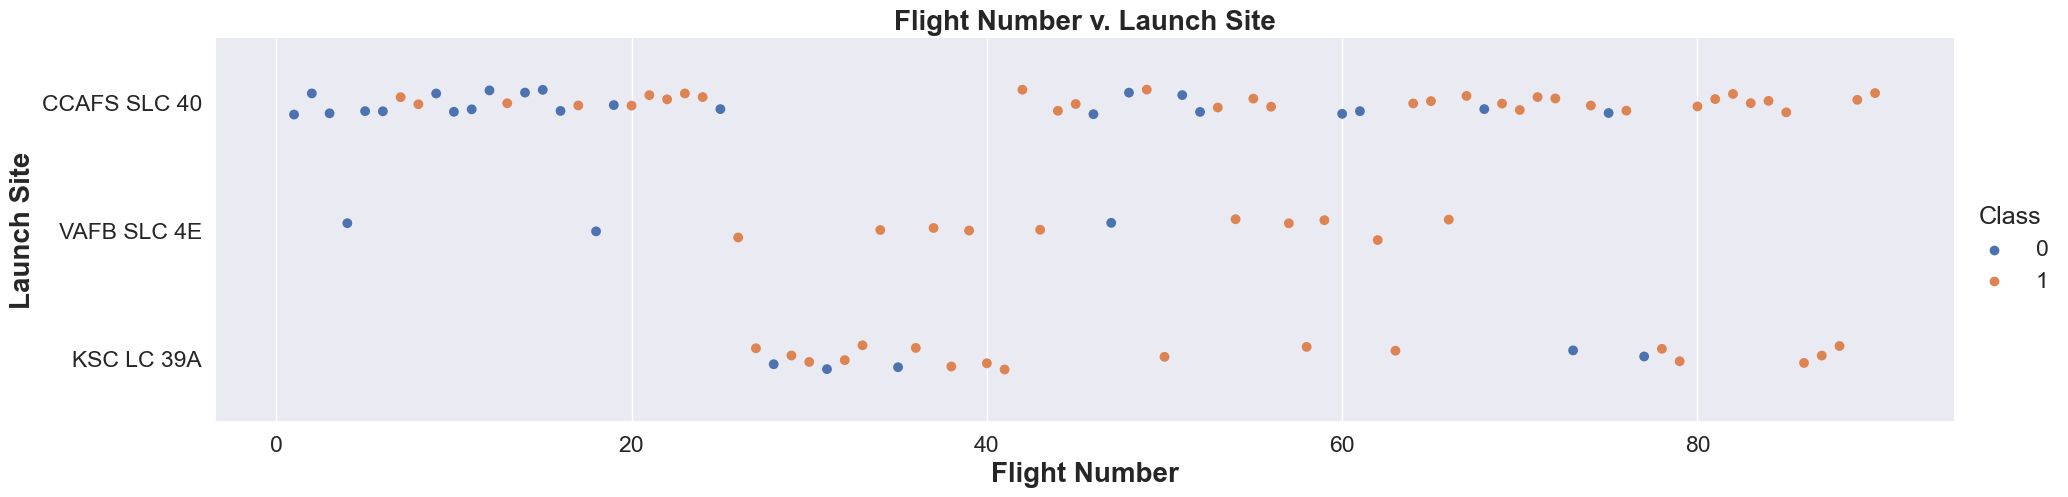 Flight Number v. Launch Site
Launch Site
CCAFS SLC 40
VAFB SLC 4E
KSC LC 39A
0
20
40
60
80
Flight Number
Class
0
1